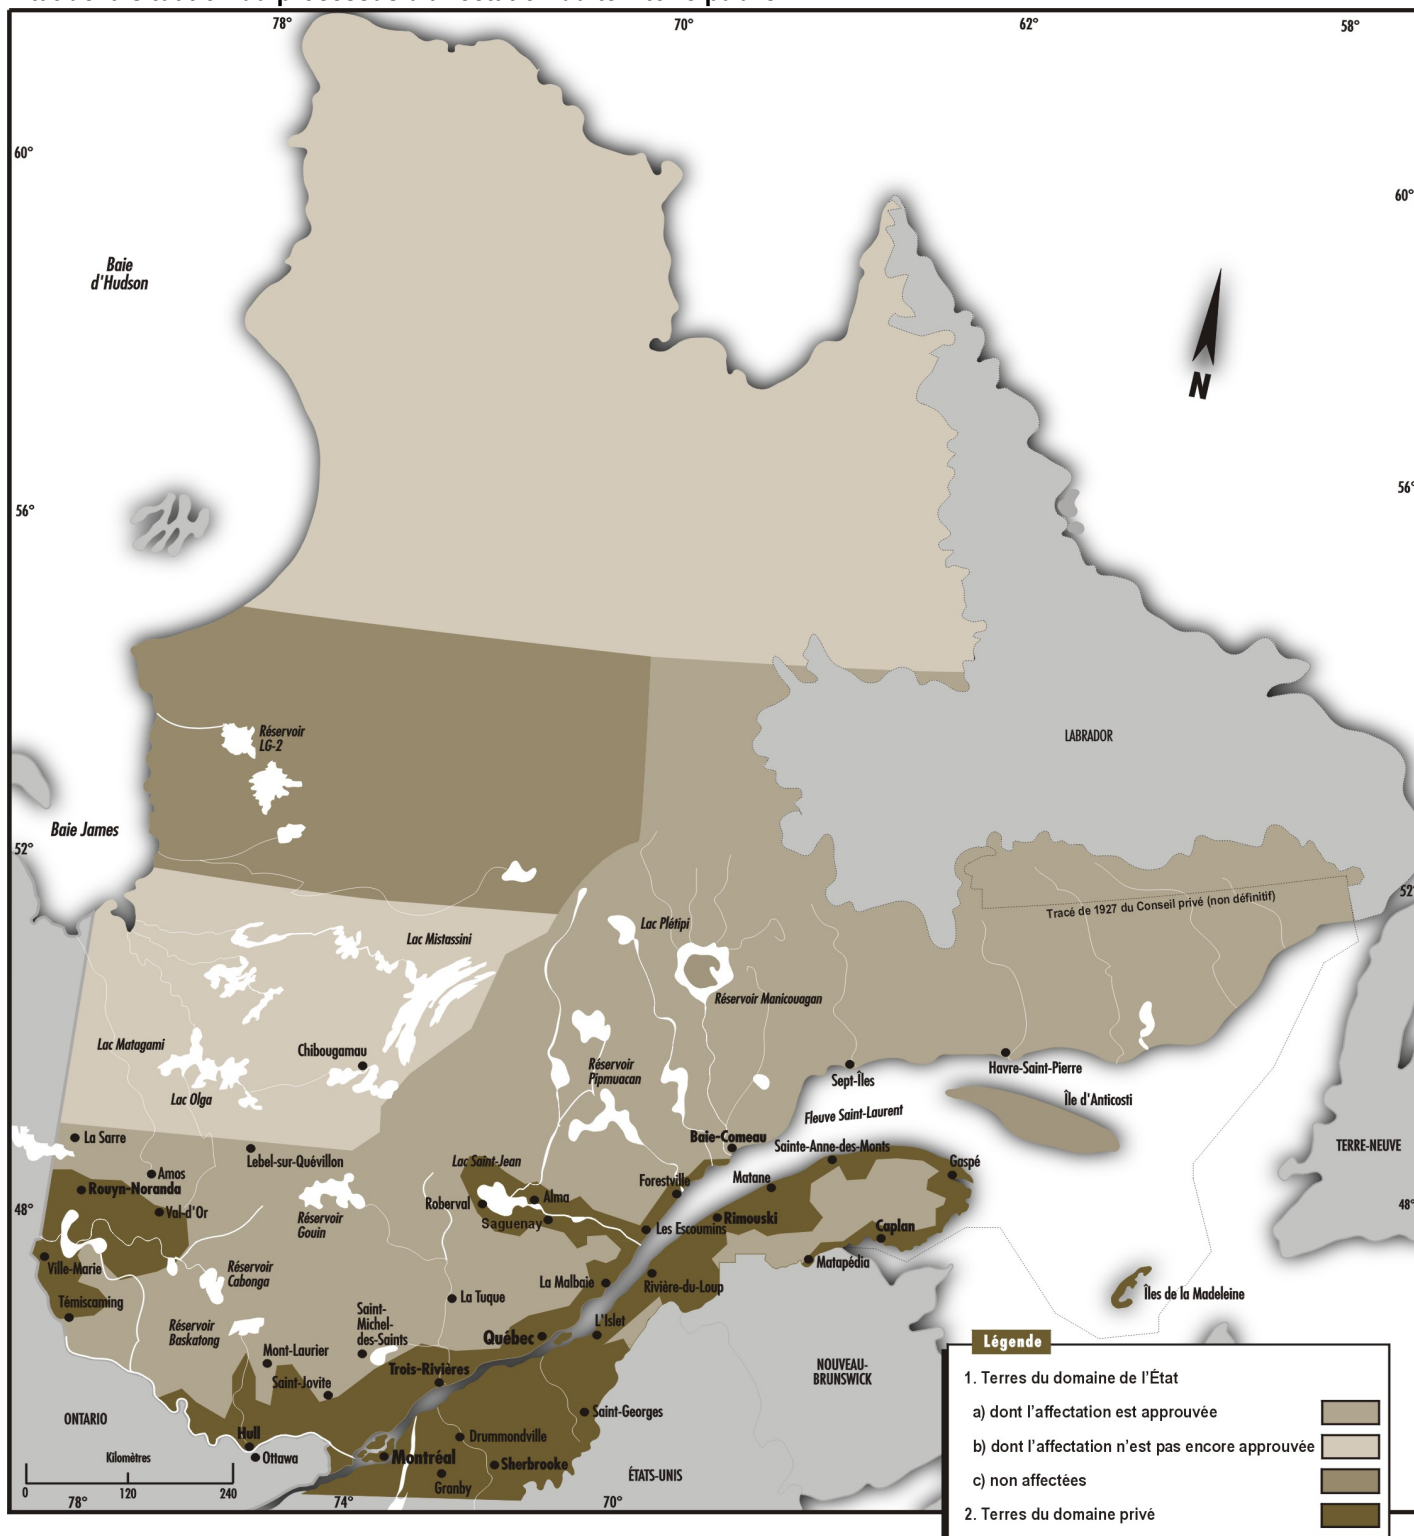 78°
70°
62°
58°
60°
60°
Baie
d'Hudson
N
56°
56°
Réservoir
LG-2
LABRADOR
Baie James
52°
52°
Tracé de 1927 du Conseil privé (non définitif)
Lac Plétipi
Lac Mistassini
Réservoir Manicouagan
Lac Matagami
Chibougamau
Réservoir
Pipmuacan
Lac Olga
Sept-Îles
Havre-Saint-Pierre
Île d'Anticosti
Fleuve Saint-Laurent
La Sarre
Baie-Comeau
Sainte-Anne-des-Monts
TERRE-NEUVE
Lebel-sur-Quévillon
Lac Saint-Jean
Amos
Gaspé
Rouyn-Noranda
Forestville
Matane
Roberval
Alma
48°
Val-d'Or
48°
Réservoir
Gouin
Saguenay
Les Escoumins
Rimouski
Caplan
Ville-Marie
Réservoir
Cabonga
Matapédia
La Malbaie
Rivière-du-Loup
Îles de la Madeleine
Témiscaming
La Tuque
Saint-
Michel-
des-Saints
Réservoir
Baskatong
L'Islet
Québec
Mont-Laurier
Trois-Rivières
Saint-Jovite
NOUVEAU-
BRUNSWICK
ONTARIO
Saint-Georges
Hull
Drummondville
Ottawa
Montréal
Sherbrooke
Granby
ÉTATS-UNIS
Kilomètres
0 120 240
78°
74°
70°
Légende
1. Terres du domaine de l'État
a) dont l'affectation est approuvée
b) dont l'affectation n'est pas encore approuvée
c) non affectées
2. Terres du domaine privé